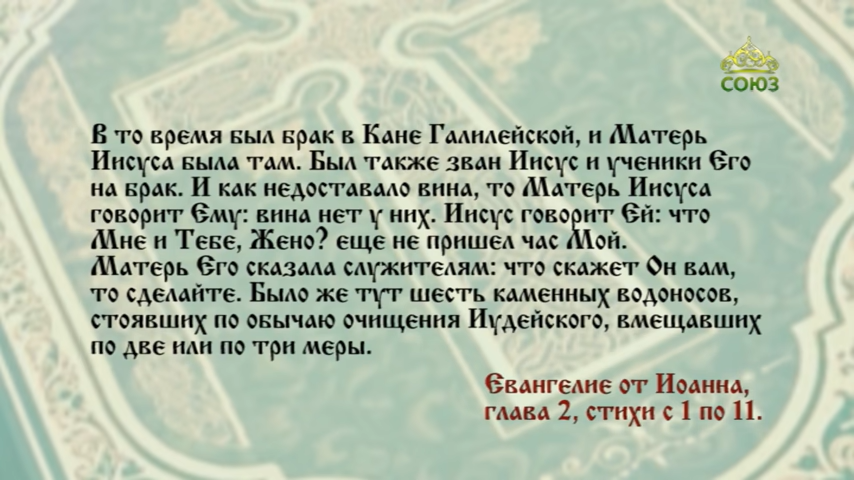 СОЮЗ
В то время был брак в Кане Галилейской, и Матерь
Иисуса была там. Был также зван Иисус и ученики Его
на брак. И как недоставало вина, то Матерь Иисуса
говорит Ему: вина нет у них. Иисус говорит Ей: что
Мне и Тебе, Жено? еще не пришел час Мой.
Матерь Его сказала служителям: что скажет Он вам,
то сделайте. Было же тут шесть каменных водоносов,
стоявших по обычаю очищения Иудейского, вмещавших
по две или по три меры.
Евангелие от Иоанна,
глава 2, стихи с 1 по 11.